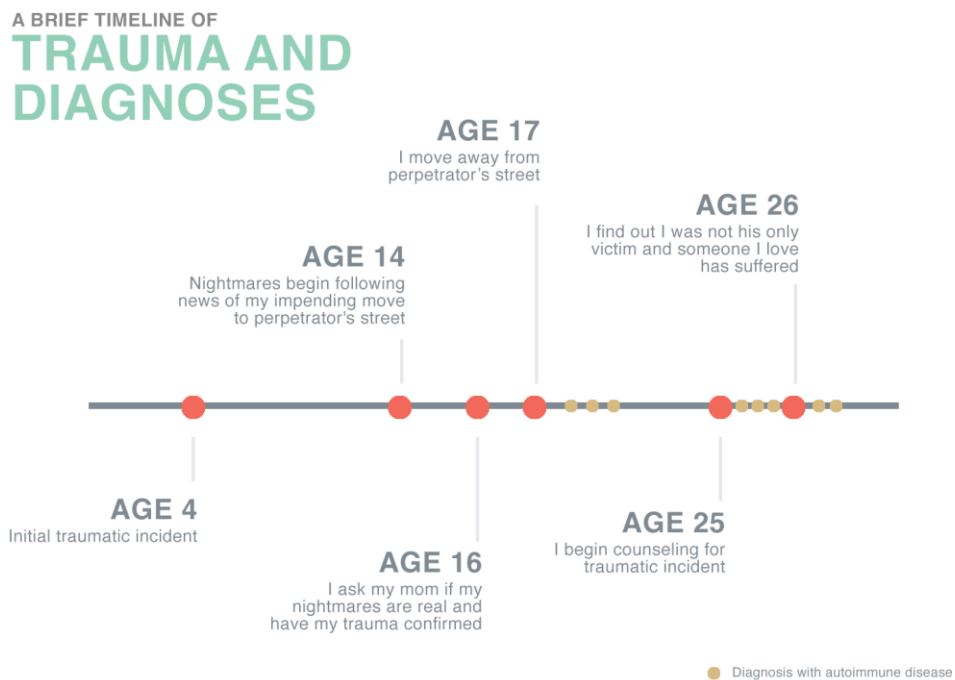 A BRIEF TIMELINE OF
TRAUMA AND
DIAGNOSES
AGE 17
I move away from
perpetrator's street
AGE 26
I find out I was not his only
victim and someone I love
has suffered
AGE 14
Nightmares begin following
news of my impending move
to perpetrator's street
AGE 4
Initial traumatic incident
AGE 16
I ask my mom if my
nightmares are real and
have my trauma confirmed
AGE 25
I begin counseling for
traumatic incident
Diagnosis with autoimmune disease